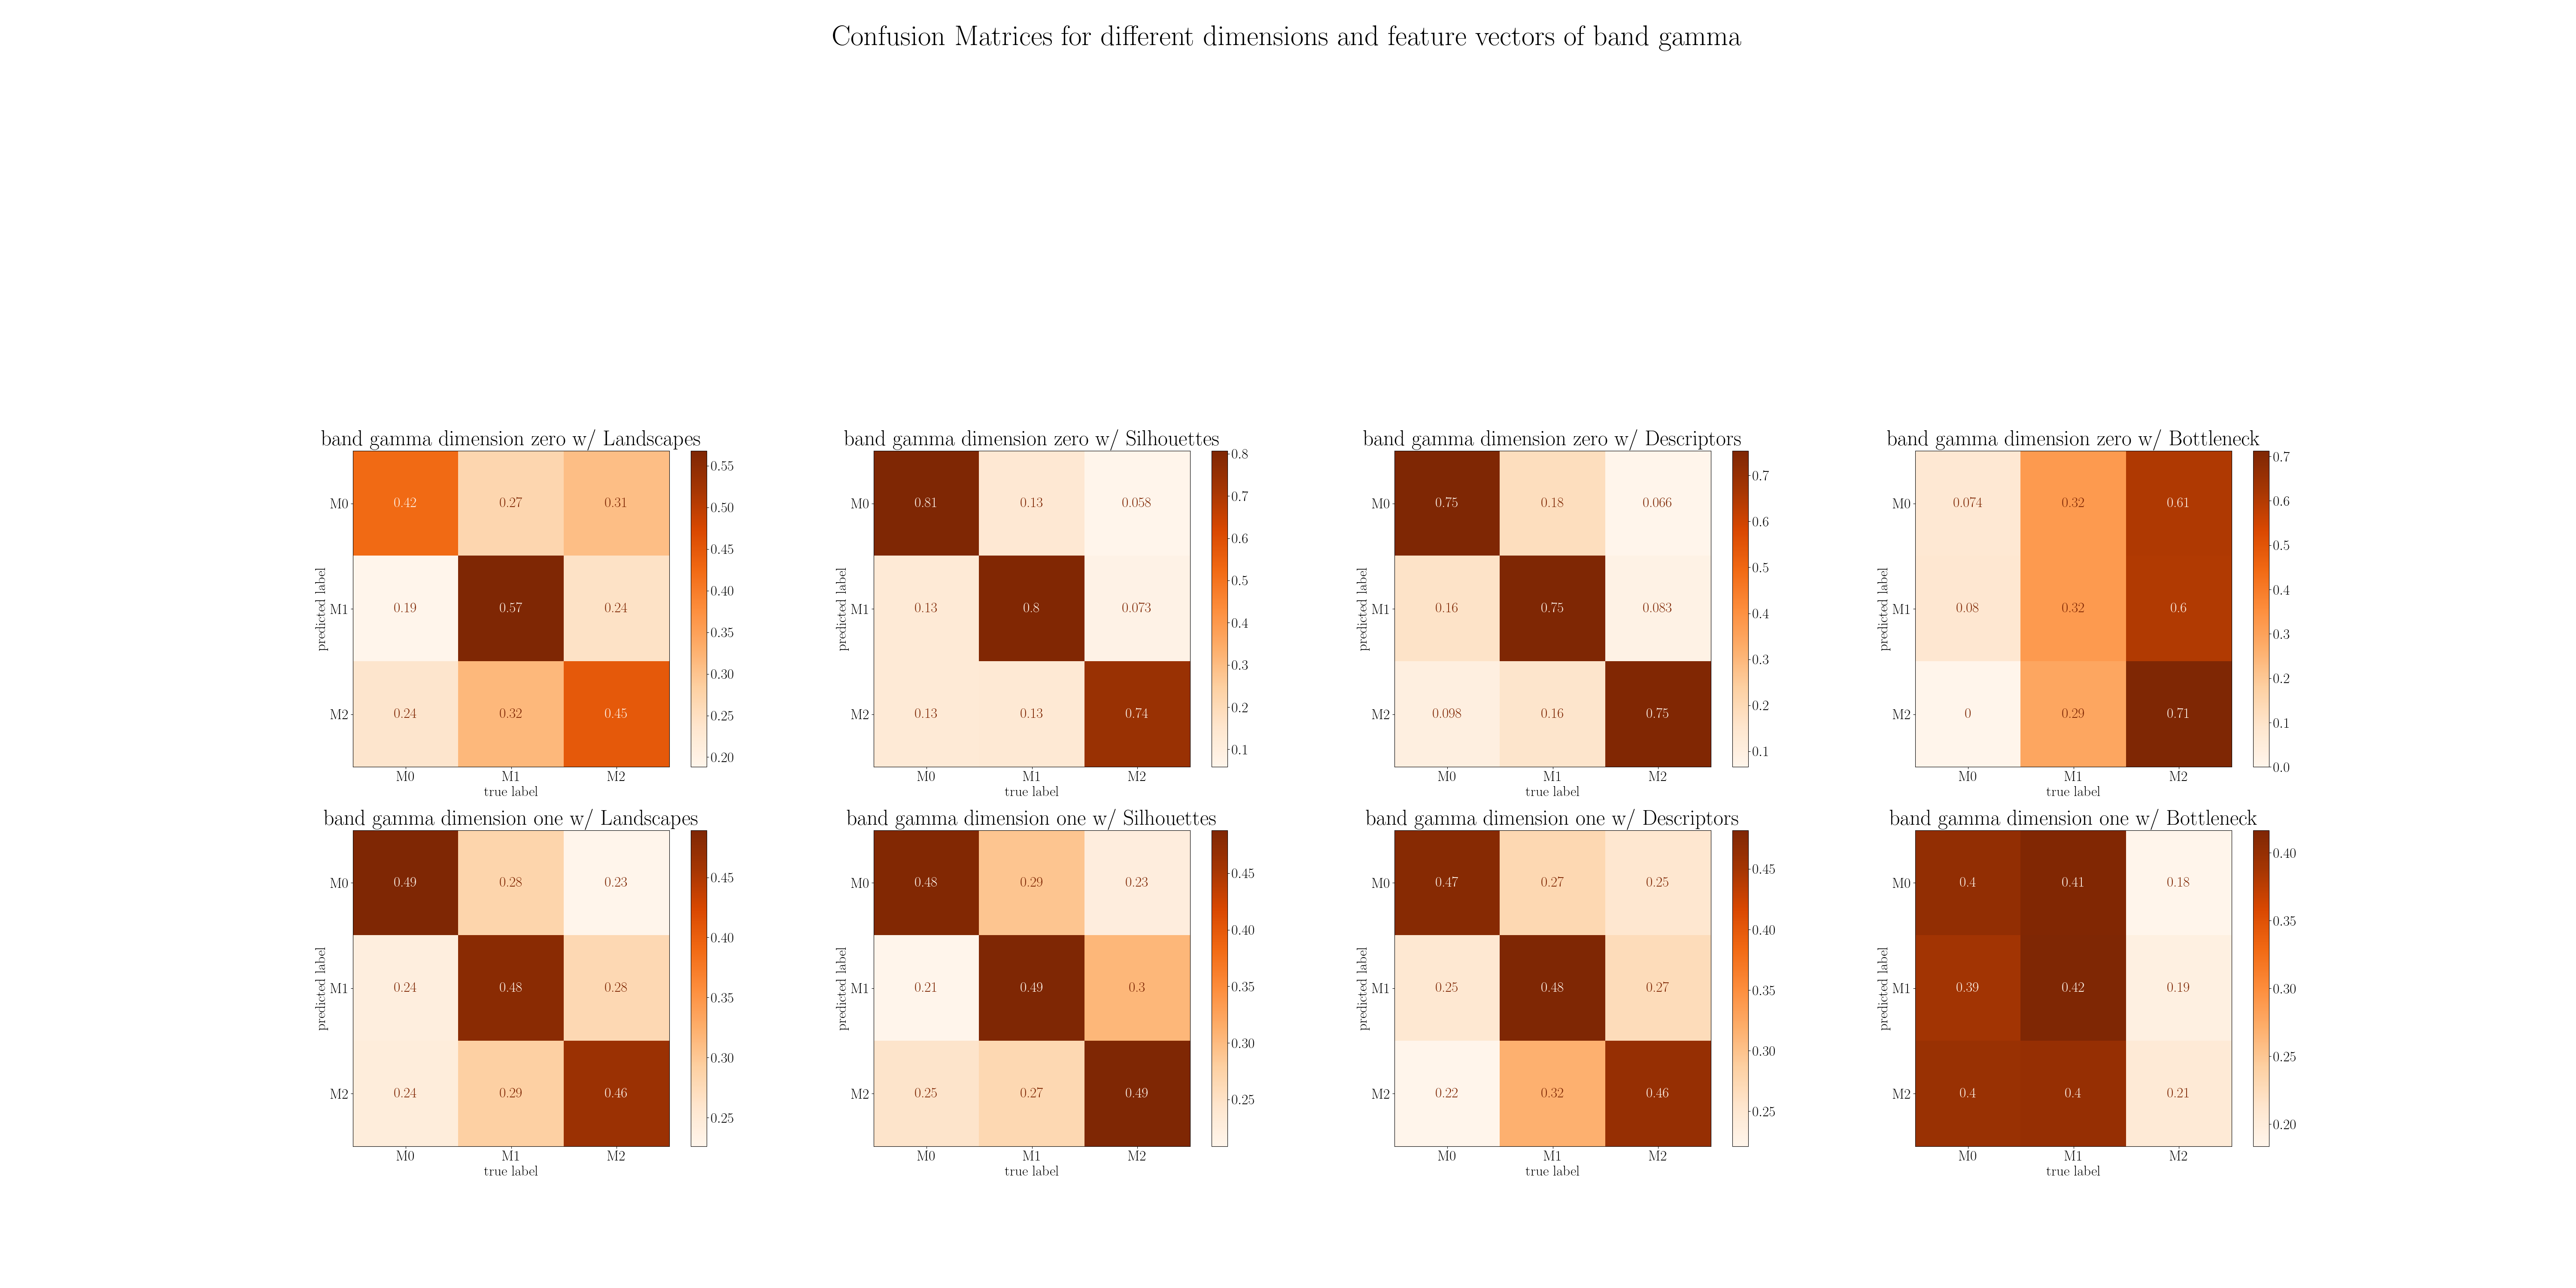 Confusion Matrices for different dimensions and feature vectors of band gamma
band gamma dimension zero w/ Landscapes
0.42 0.27 0.31
0.19 0.57 0.24
0.24 0.32 0.45
M0
M1
M2
predicted label
M0 M1 M2
true label
0.55
0.50
0.45
0.40
0.35
0.30
0.25
0.20
band gamma dimension zero w/ Silhouettes
0.81 0.13 0.058
0.13 0.8 0.073
0.13 0.13 0.74
M0
M1
M2
predicted label
M0 M1 M2
true label
0.8
0.7
0.6
0.5
0.4
0.3
0.2
0.1
band gamma dimension zero w/ Descriptors
0.75 0.18 0.066
0.16 0.75 0.083
0.098 0.16 0.75
M0
M1
M2
predicted label
M0 M1 M2
true label
0.7
0.6
0.5
0.4
0.3
0.2
0.1
band gamma dimension zero w/ Bottleneck
0.074 0.32 0.61
0.08 0.32 0.6
0 0.29 0.71
M0
M1
M2
predicted label
M0 M1 M2
true label
0.7
0.6
0.5
0.4
0.3
0.2
0.1
0.0
band gamma dimension one w/ Landscapes
0.49 0.28 0.23
0.24 0.48 0.28
0.24 0.29 0.46
M0
M1
M2
predicted label
M0 M1 M2
true label
0.45
0.40
0.35
0.30
0.25
band gamma dimension one w/ Silhouettes
0.48 0.29 0.23
0.21 0.49 0.3
0.25 0.27 0.49
M0
M1
M2
predicted label
M0 M1 M2
true label
0.45
0.40
0.35
0.30
0.25
band gamma dimension one w/ Descriptors
0.47 0.27 0.25
0.25 0.48 0.27
0.22 0.32 0.46
M0
M1
M2
predicted label
M0 M1 M2
true label
0.45
0.40
0.35
0.30
0.25
band gamma dimension one w/ Bottleneck
0.4 0.41 0.18
0.39 0.42 0.19
0.4 0.4 0.21
M0
M1
M2
predicted label
M0 M1 M2
true label
0.40
0.35
0.30
0.25
0.20